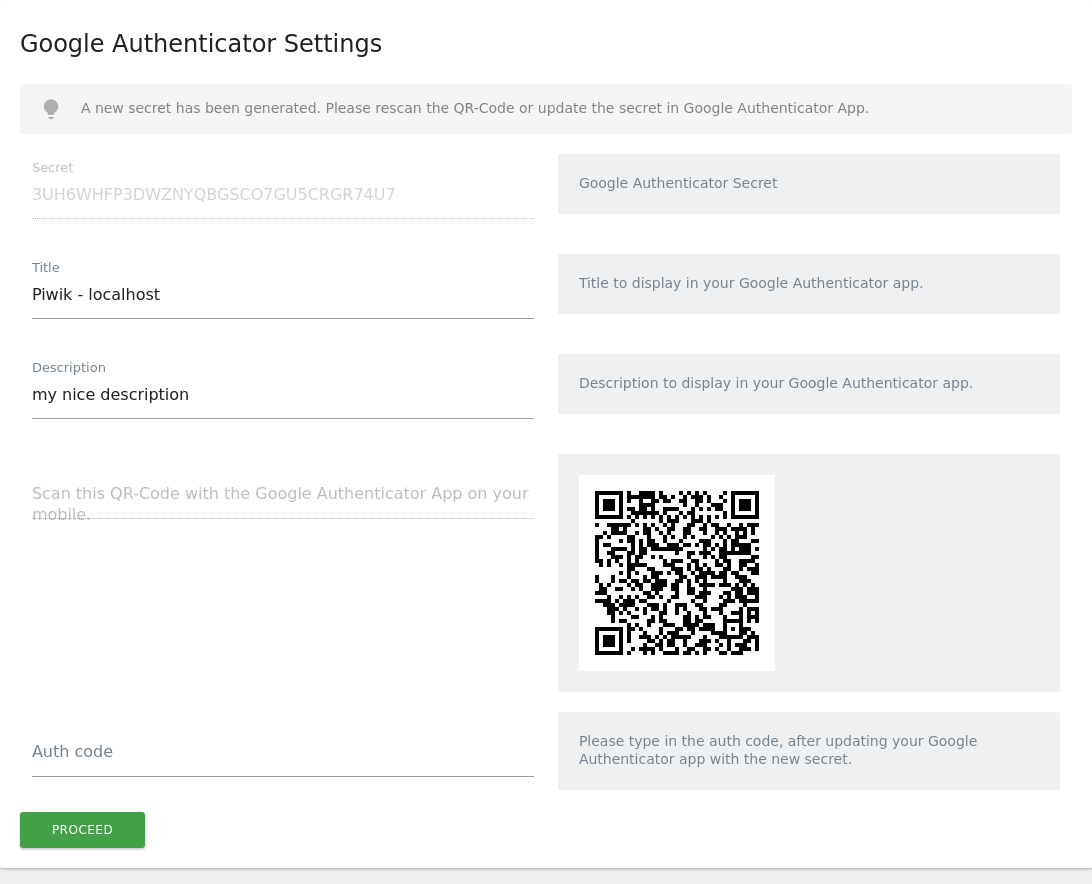 Google Authenticator Settings
A new secret has been generated. Please rescan the QR-Code or update the secret in Google Authenticator App.
Secret
3UH6WHFP3DWZNYQBGSCO7GU5CRGR74U7
Google Authenticator Secret
Title
Piwik - localhost
Title to display in your Google Authenticator app.
Description
my nice description
Description to display in your Google Authenticator app.
Scan this QR-Code with the Google Authenticator App on your
mobile.
Auth code
Please type in the auth code, after updating your Google
Authenticator app with the new secret.
PROCEED